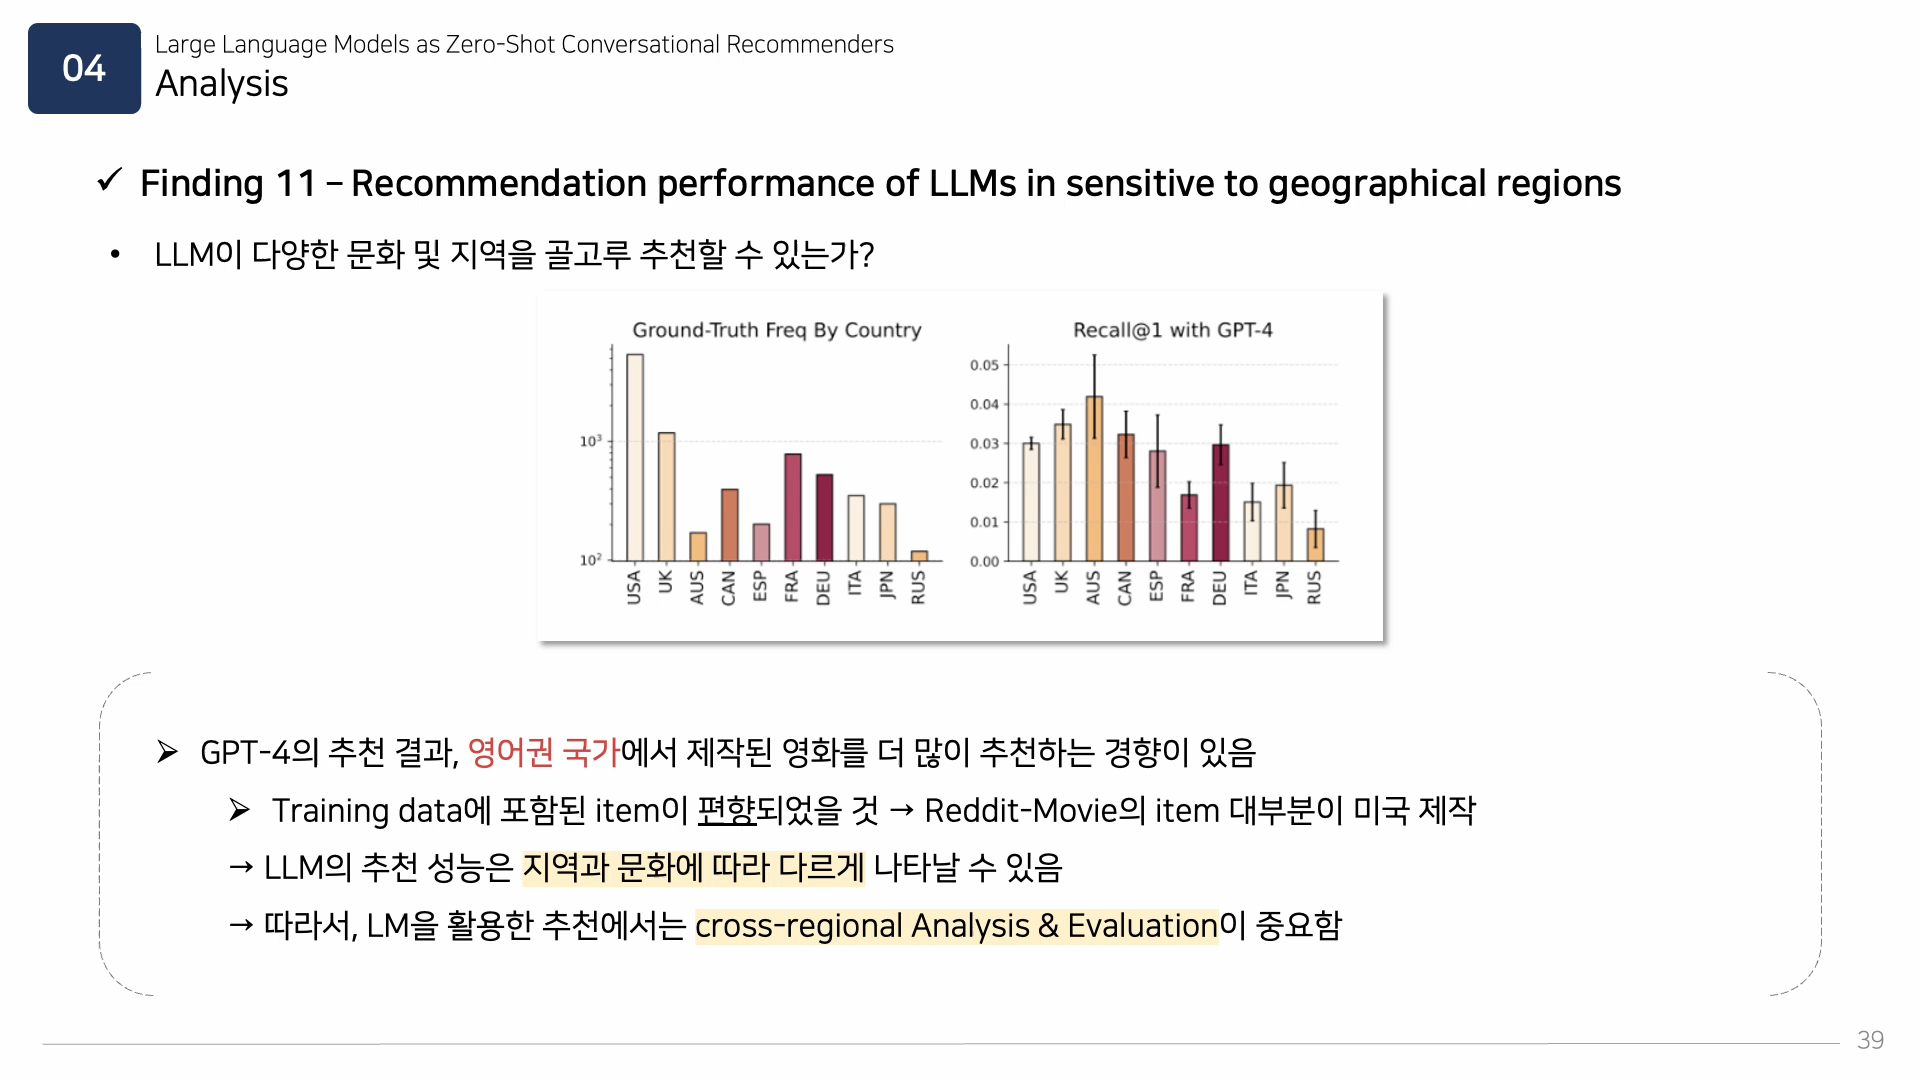 04
Large Language Models as Zero-Shot Conversational Recommenders
Analysis
✓ Finding 11 – Recommendation performance of LLMs in sensitive to geographical regions
• LLM이 다양한 문화 및 지역을 골고루 추천할 수 있는가?
Ground-Truth Freq By Country
10³
10²
USA UK AUS CAN ESP FRA DEU ITA JPN RUS
Recall@1 with GPT-4
0.05
0.04
0.03
0.02
0.01
0.00
USA UK AUS CAN ESP FRA DEU ITA JPN RUS
➢ GPT-4의 추천 결과, 영어권 국가에서 제작된 영화를 더 많이 추천하는 경향이 있음
➢ Training data에 포함된 item이 편향되었을 것 → Reddit-Movie의 item 대부분이 미국 제작
→ LLM의 추천 성능은 지역과 문화에 따라 다르게 나타날 수 있음
→ 따라서, LM을 활용한 추천에서는 cross-regional Analysis & Evaluation이 중요함
39